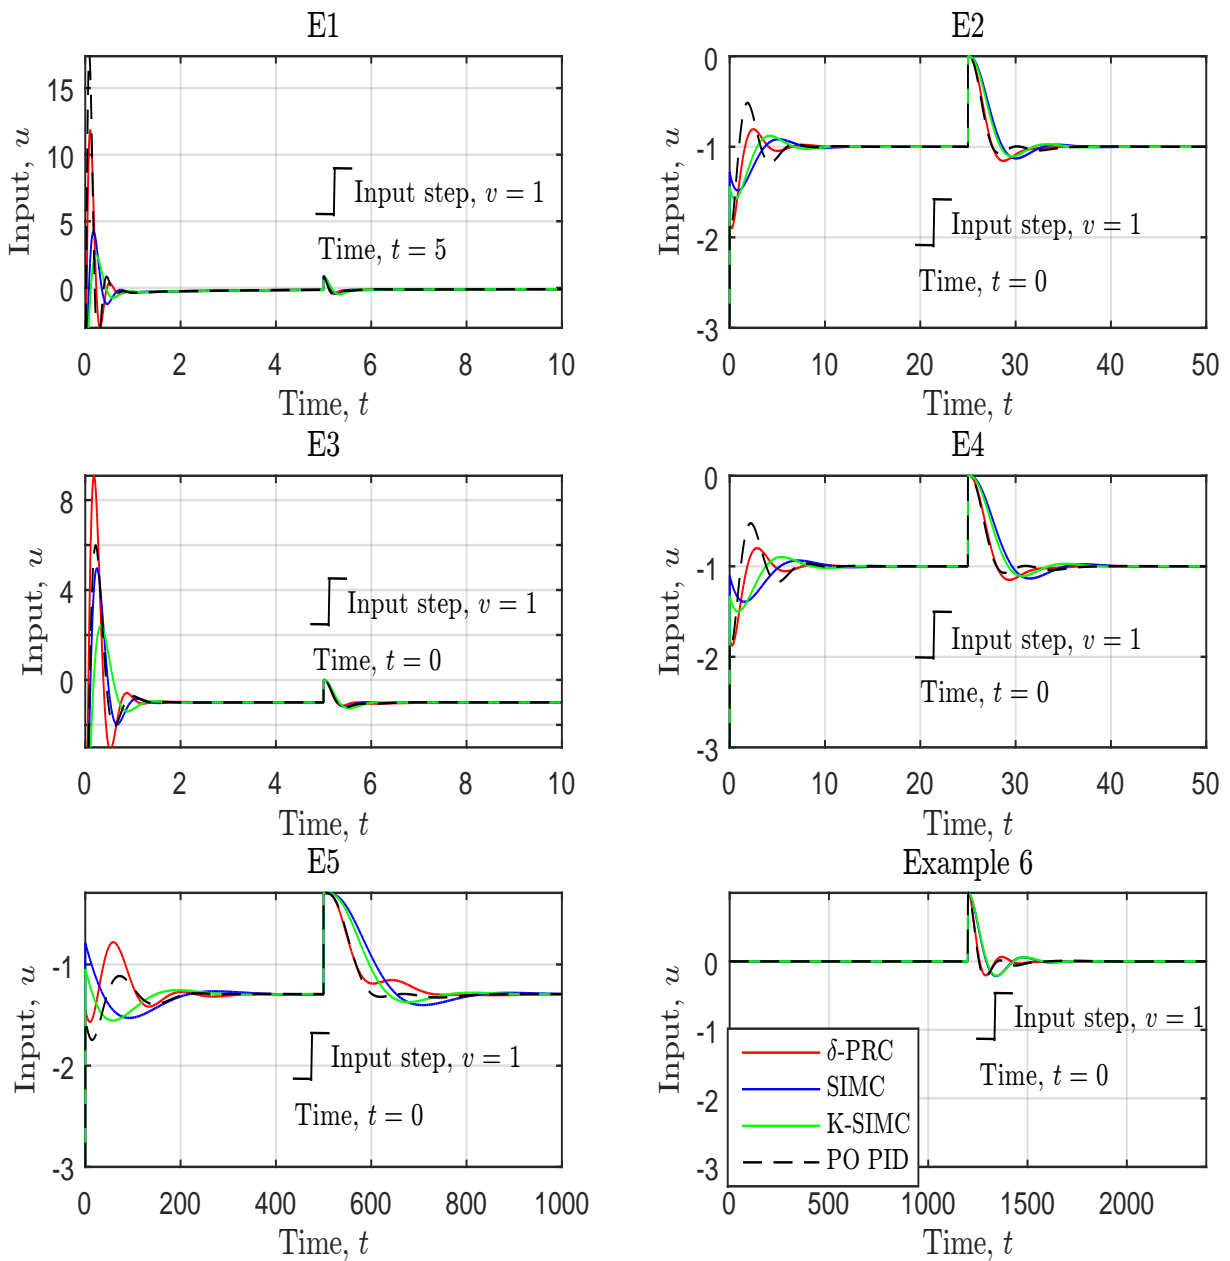 E1
15
10
5
0
Input, u
Input step, v = 1
Time, t = 5
0 2 4 6 8 10
Time, t
E2
0
-1
-2
-3
Input, u
Input step, v = 1
Time, t = 0
0 10 20 30 40 50
Time, t
E3
8
4
0
Input, u
Input step, v = 1
Time, t = 0
0 2 4 6 8 10
Time, t
E4
0
-1
-2
-3
Input, u
Input step, v = 1
Time, t = 0
0 10 20 30 40 50
Time, t
E5
-1
-2
-3
Input, u
Input step, v = 1
Time, t = 0
0 200 400 600 800 1000
Time, t
Example 6
0
-1
-2
-3
Input, u
Input step, v = 1
Time, t = 0
δ-PRC
SIMC
K-SIMC
PO PID
0 500 1000 1500 2000
Time, t